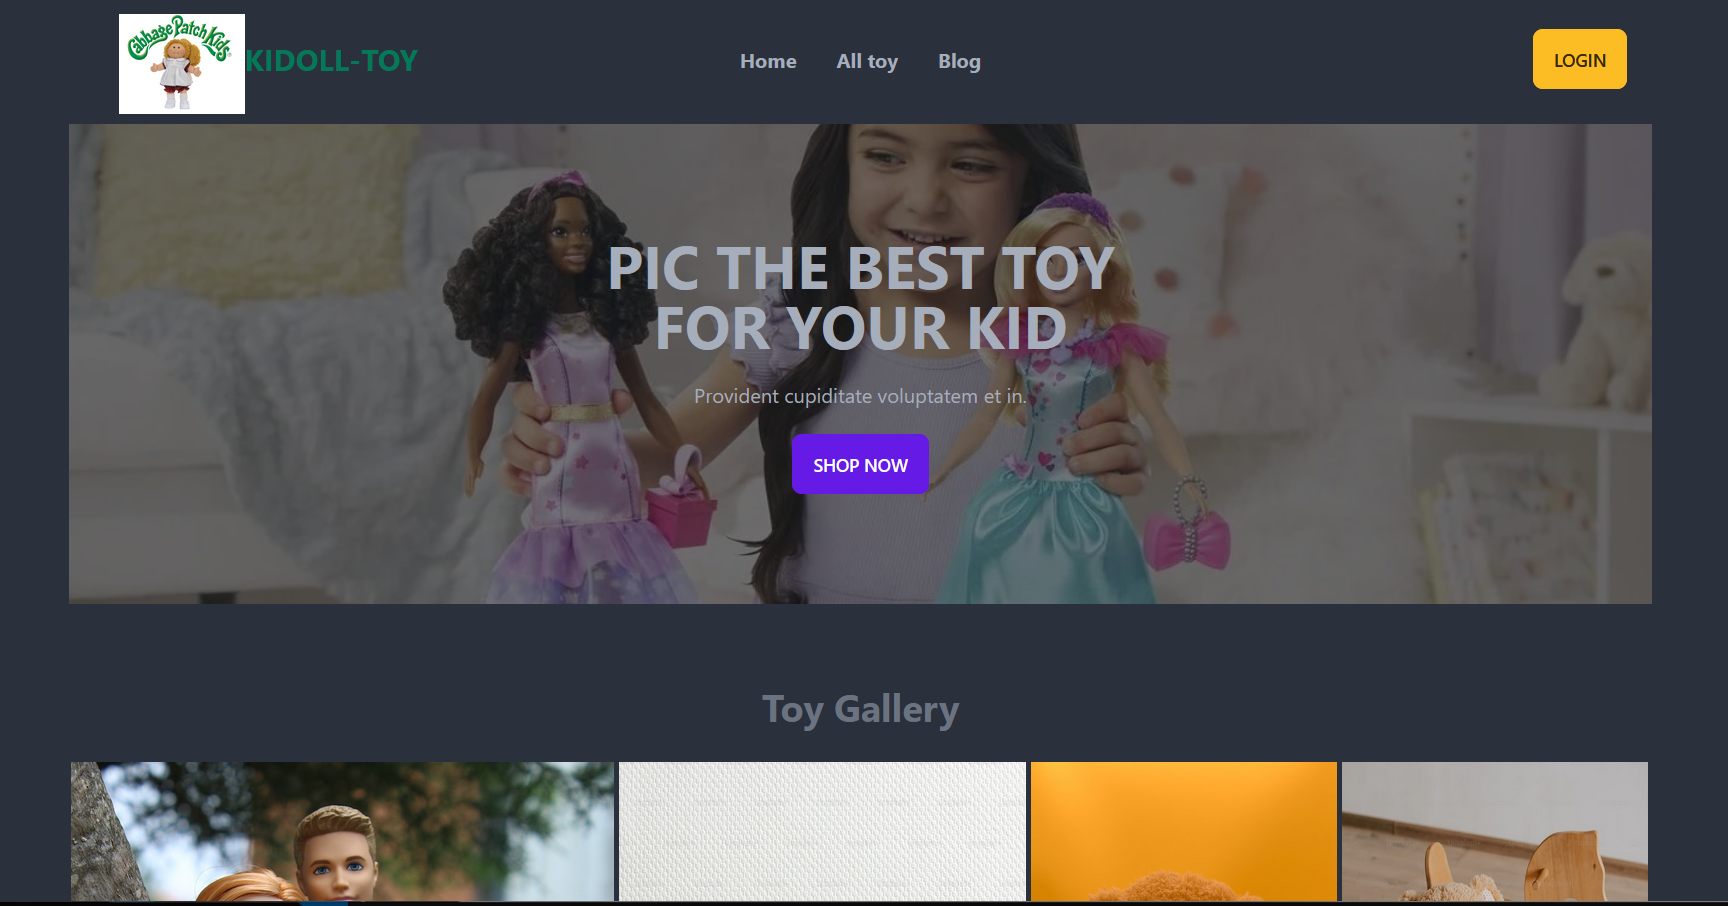 Cabbage Patch Kids
KIDOLL-TOY
Home
All toy
Blog
LOGIN
PIC THE BEST TOY
FOR YOUR KID
Provident cupiditate voluptatem et in.
SHOP NOW
Toy Gallery